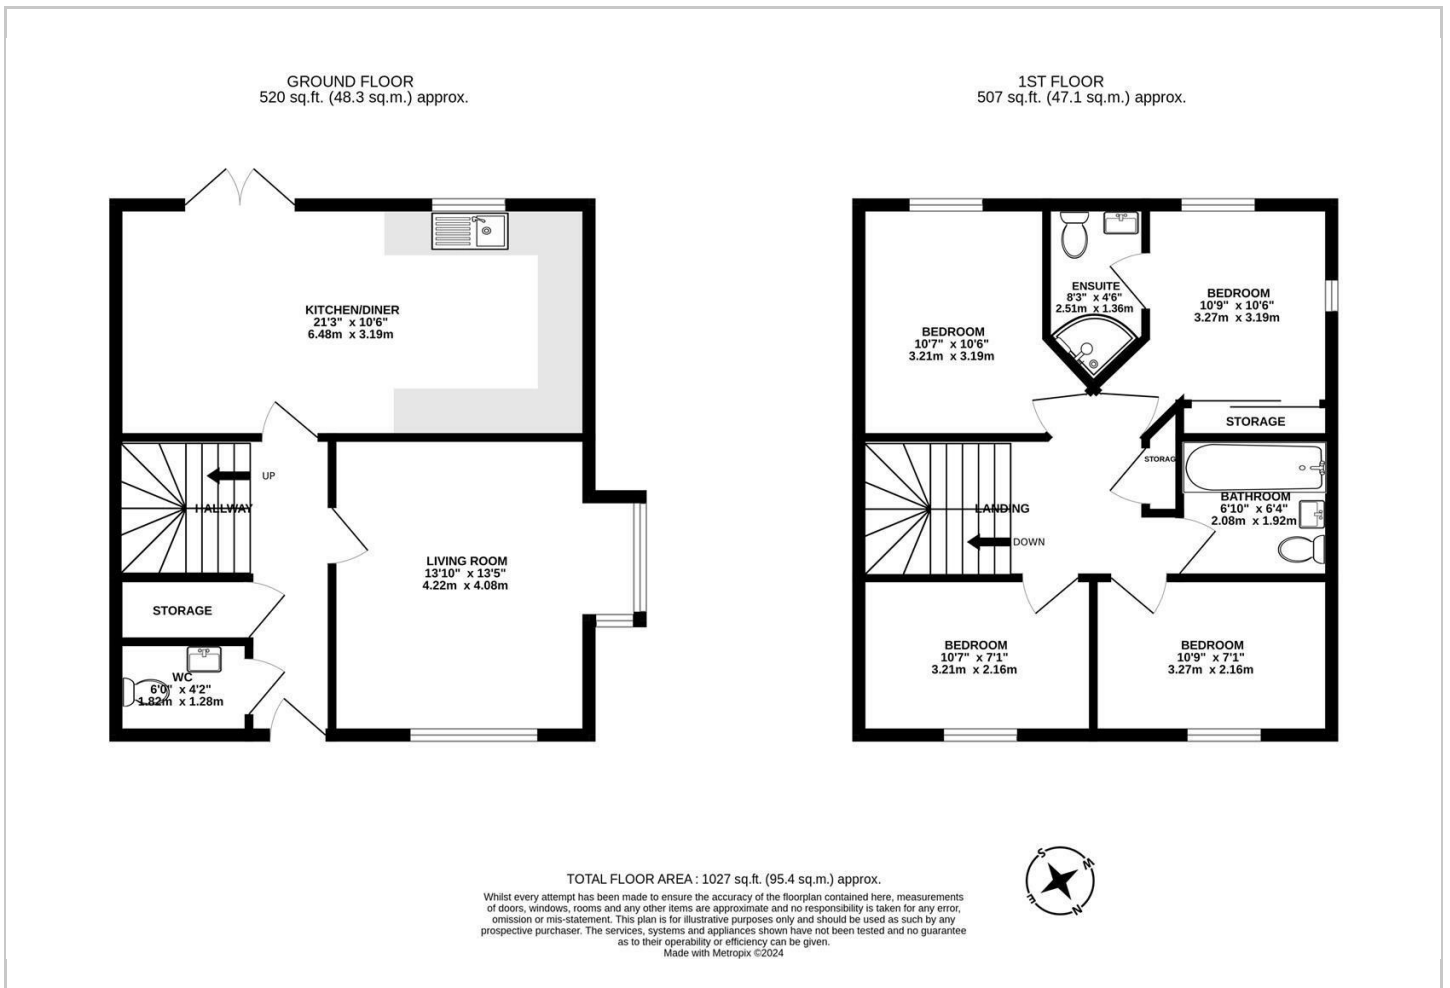 GROUND FLOOR
520 sq.ft. (48.3 sq.m.) approx.
KITCHEN/DINER
21'3" x 10'6"
6.48m x 3.19m
UP
HALLWAY
LIVING ROOM
13'10" x 13'5"
4.22m x 4.08m
STORAGE
WC
6'0" x 4'2"
1.82m x 1.28m
1ST FLOOR
507 sq.ft. (47.1 sq.m.) approx.
BEDROOM
10'7" x 10'6"
3.21m x 3.19m
ENSUITE
8'3" x 4'6"
2.51m x 1.36m
BEDROOM
10'9" x 10'6"
3.27m x 3.19m
STORAGE
STORAG
LANDING
DOWN
BATHROOM
6'10" x 6'4"
2.08m x 1.92m
BEDROOM
10'7" x 7'1"
3.21m x 2.16m
BEDROOM
10'9" x 7'1"
3.27m x 2.16m
TOTAL FLOOR AREA : 1027 sq.ft. (95.4 sq.m.) approx.
Whilst every attempt has been made to ensure the accuracy of the floorplan contained here, measurements
of doors, windows, rooms and any other items are approximate and no responsibility is taken for any error,
omission or mis-statement. This plan is for illustrative purposes only and should be used as such by any
prospective purchaser. The services, systems and appliances shown have not been tested and no guarantee
as to their operability or efficiency can be given.
Made with Metropix ©2024
S
W
E
N